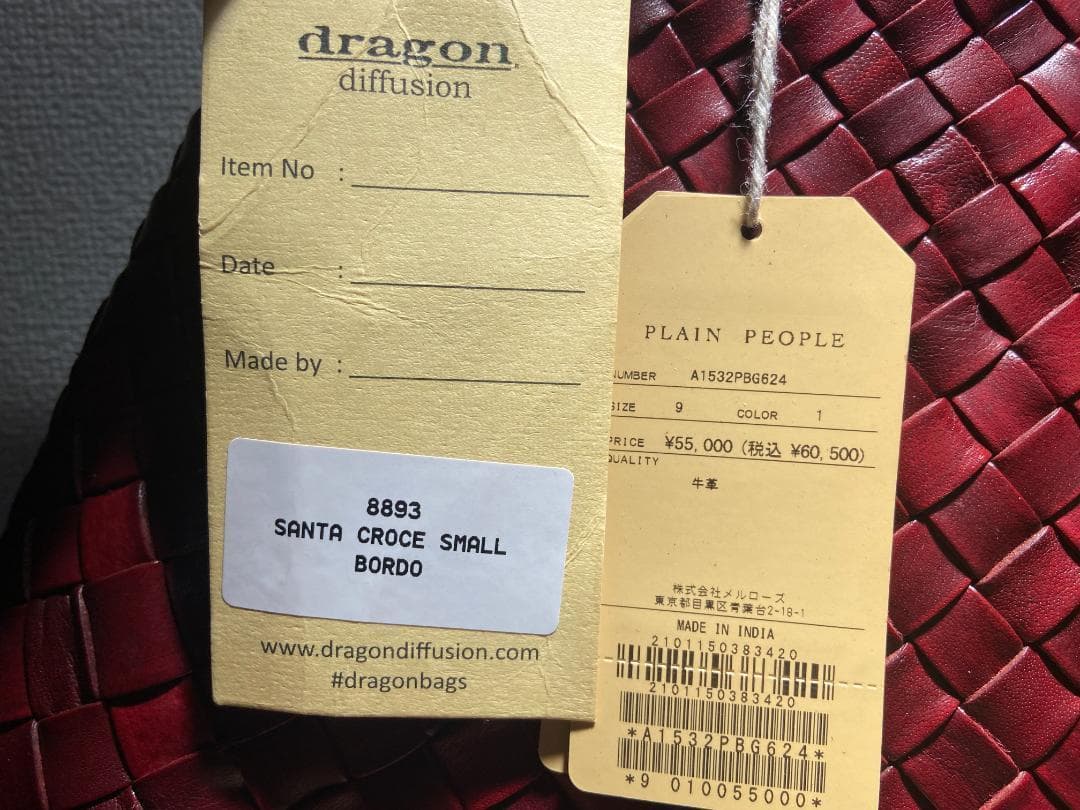 dragon
diffusion
Item No :
Date :
Made by :
8893
SANTA CROCE SMALL
BORDO
www.dragondiffusion.com
#dragonbags
PLAIN PEOPLE
UMBER A1532PBG624
SIZE 9 COLOR 1
PRICE ¥55,000 (税込 ¥60,500)
QUALITY
牛革
株式会社メルローズ
東京都目黒区青葉台2-18-1
MADE IN INDIA
2101150383420
2101150383420
*A1532PBG624*
*9 010055000*